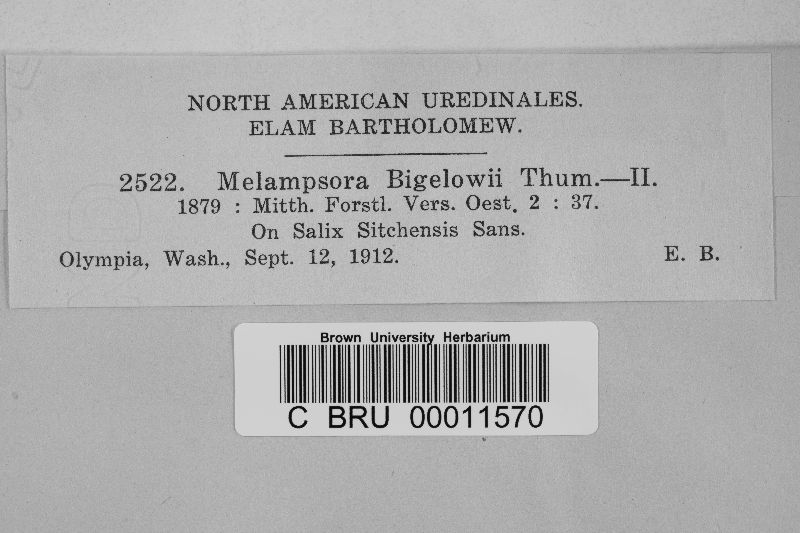 NORTH AMERICAN UREDINALES.
ELAM BARTHOLOMEW.
2522. Melampsora Bigelowii Thum.—II.
1879 : Mitth. Forstl. Vers. Oest. 2 : 37.
On Salix Sitchensis Sans.
Olympia, Wash., Sept. 12, 1912. E. B.
Brown University Herbarium
C BRU 00011570